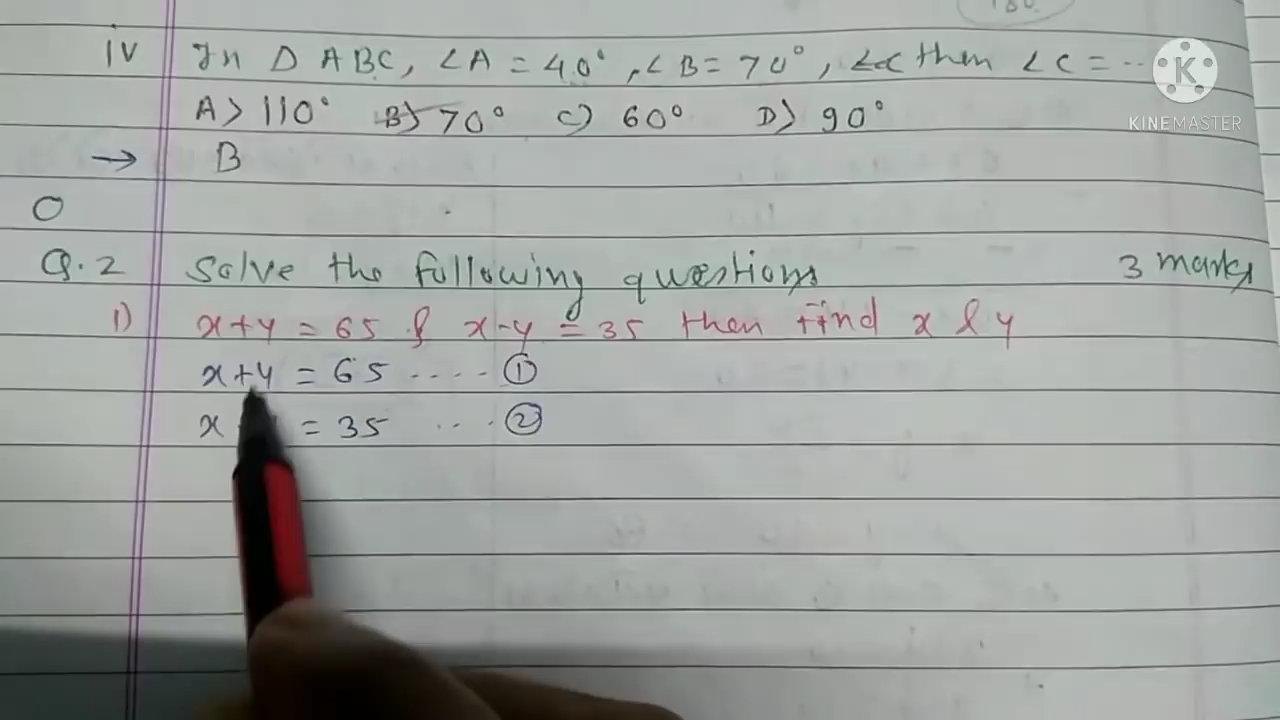 iv In Δ ABC, ∠A = 40°, ∠B = 70°, ∠C then ∠C = ...
A) 110° B) 70° C) 60° D) 90°
→ B
Q.2 Solve the following questions 3 marks
1) x+y = 65 & x-y = 35 then find x & y
x+y = 65 .... ①
x = 35 ... ②
K
KINEMASTER